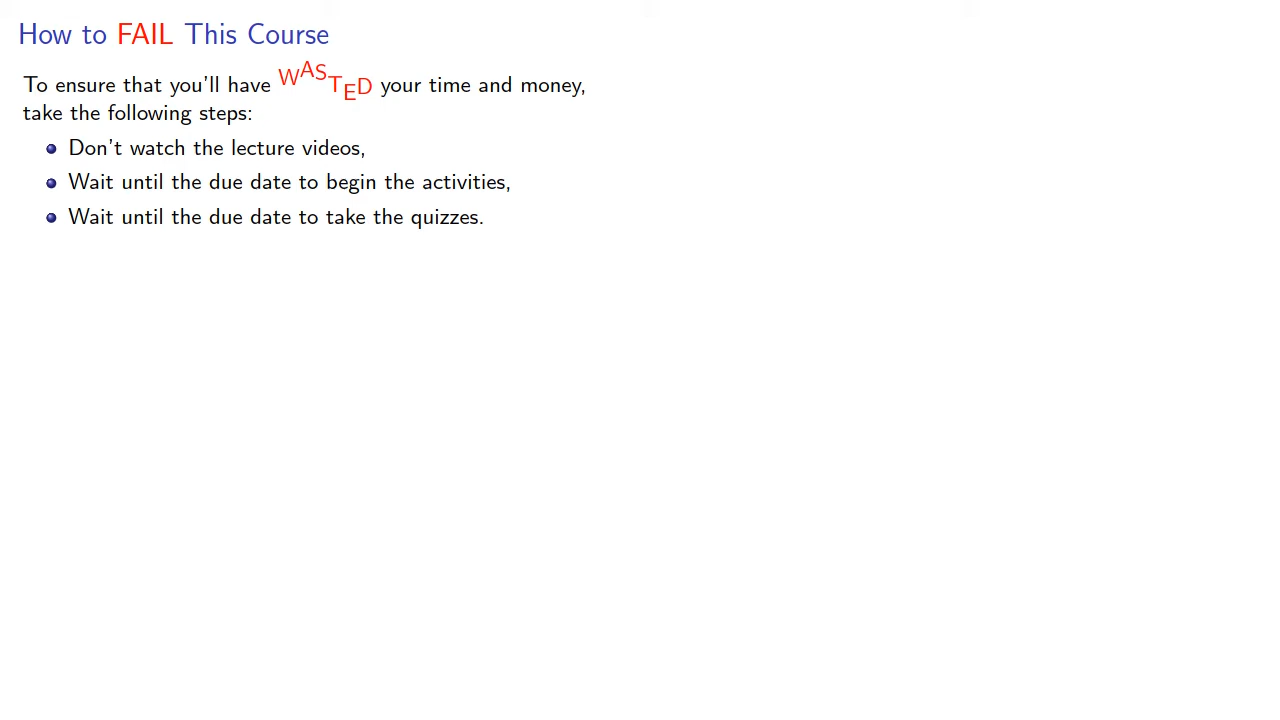 How to FAIL This Course
To ensure that you'll have WASTED your time and money,
take the following steps:
Don't watch the lecture videos,
Wait until the due date to begin the activities,
Wait until the due date to take the quizzes.